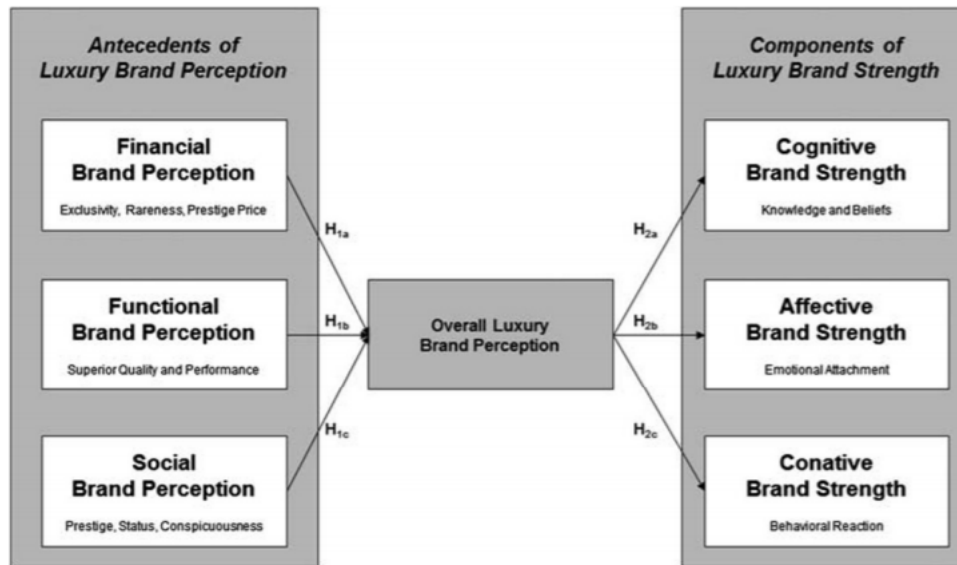 Antecedents of
Luxury Brand Perception
Financial
Brand Perception
Exclusivity, Rareness, Prestige Price
Functional
Brand Perception
Superior Quality and Performance
Social
Brand Perception
Prestige, Status, Conspicuousness
H1a
H1b
H1c
Overall Luxury
Brand Perception
H2a
H2b
H2c
Components of
Luxury Brand Strength
Cognitive
Brand Strength
Knowledge and Beliefs
Affective
Brand Strength
Emotional Attachment
Conative
Brand Strength
Behavioral Reaction